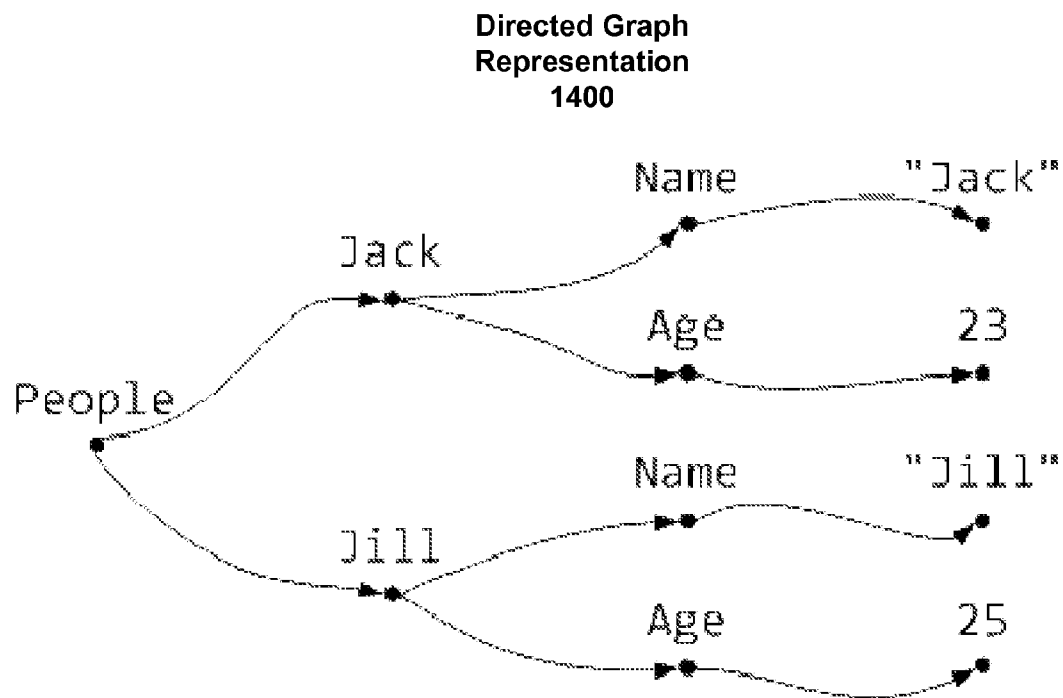 Directed Graph
Representation
1400
Name "Jack"
Jack
Age 23
People
Name "Jill"
Jill
Age 25